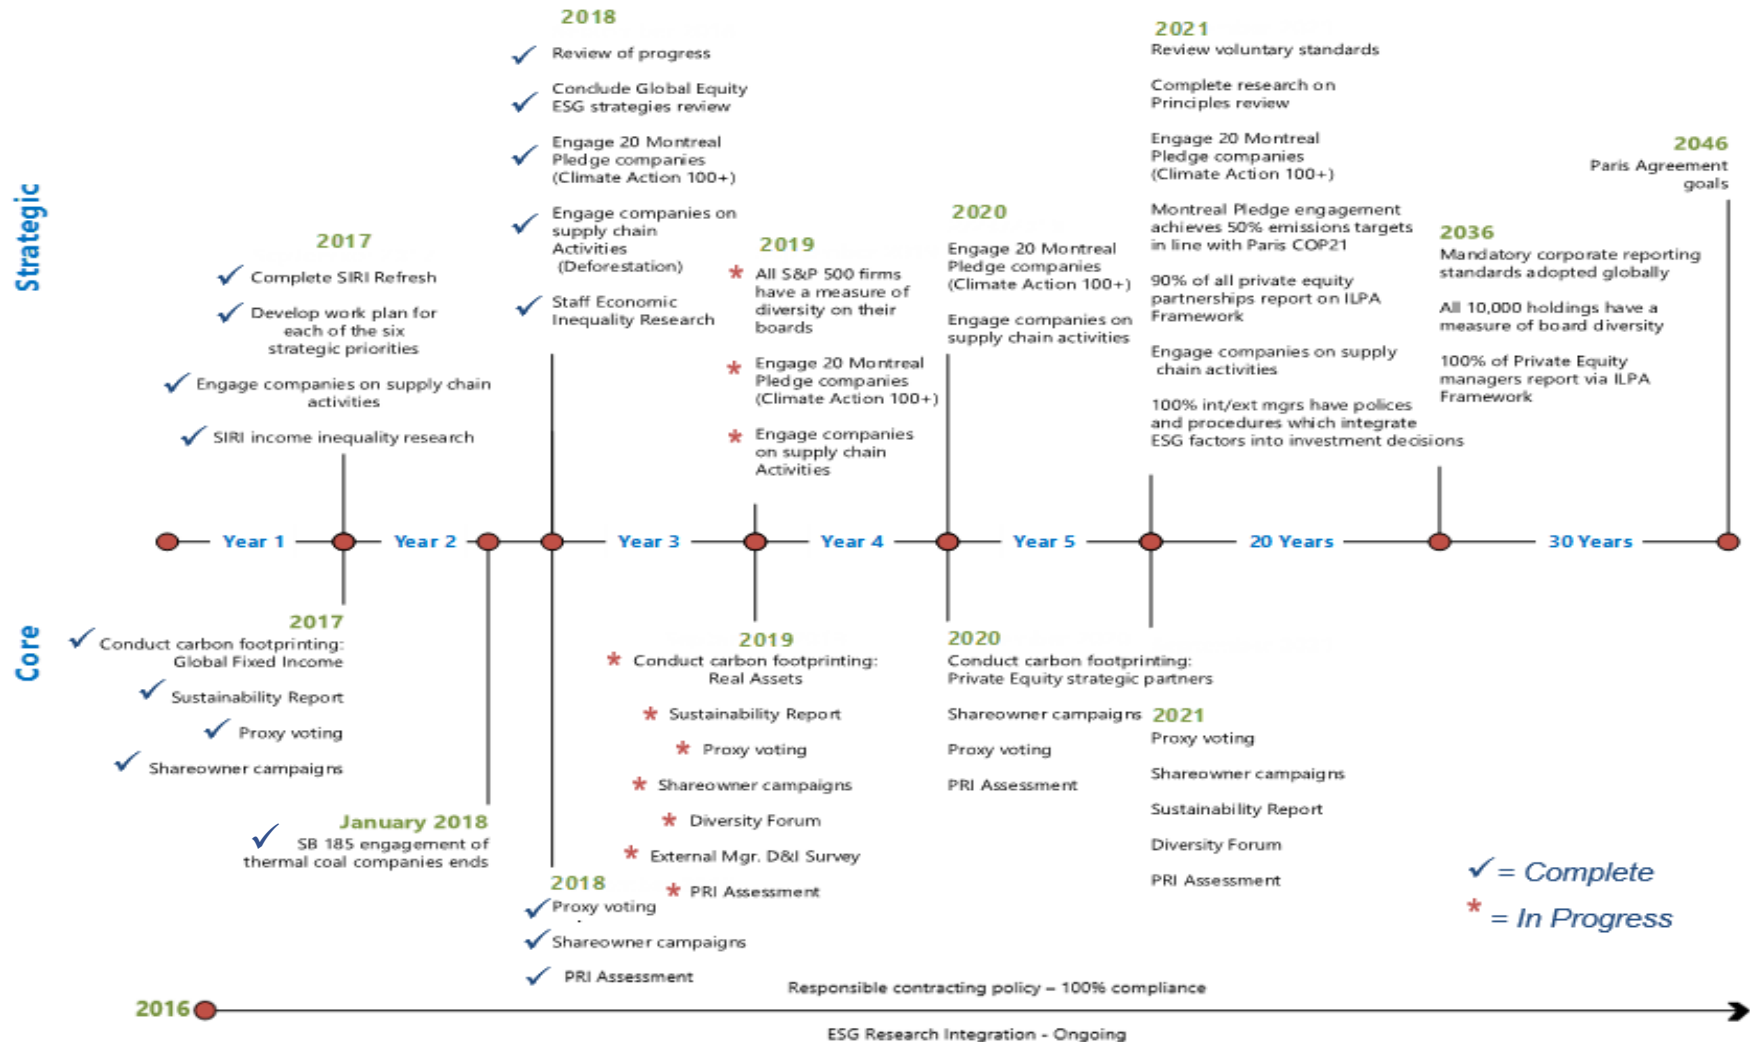 Strategic
2017
Complete SIRI Refresh
Develop work plan for
each of the six
strategic priorities
Engage companies on supply chain
activities
SIRI income inequality research
2018
Review of progress
Conclude Global Equity
ESG strategies review
Engage 20 Montreal
Pledge companies
(Climate Action 100+)
Engage companies on
supply chain
Activities
(Deforestation)
Staff Economic
Inequality Research
2019
* All S&P 500 firms
have a measure of
diversity on their
boards
* Engage 20 Montreal
Pledge companies
(Climate Action 100+)
* Engage companies
on supply chain
Activities
2020
Engage 20 Montreal
Pledge companies
(Climate Action 100+)
Engage companies on
supply chain activities
2021
Review voluntary standards
Complete research on
Principles review
Engage 20 Montreal
Pledge companies
(Climate Action 100+)
Montreal Pledge engagement
achieves 50% emissions targets
in line with Paris COP21
90% of all private equity
partnerships report on ILPA
Framework
Engage companies on supply
chain activities
100% int/ext mgrs have polices
and procedures which integrate
ESG factors into investment decisions
2036
Mandatory corporate reporting
standards adopted globally
All 10,000 holdings have a
measure of board diversity
100% of Private Equity
managers report via ILPA
Framework
2046
Paris Agreement
goals
Year 1
Year 2
Year 3
Year 4
Year 5
20 Years
30 Years
Core
2017
Conduct carbon footprinting:
Global Fixed Income
Sustainability Report
Proxy voting
Shareowner campaigns
January 2018
SB 185 engagement of
thermal coal companies ends
2018
Proxy voting
Shareowner campaigns
PRI Assessment
2019
* Conduct carbon footprinting:
Real Assets
* Sustainability Report
* Proxy voting
* Shareowner campaigns
* Diversity Forum
* External Mgr. D&I Survey
* PRI Assessment
2020
Conduct carbon footprinting:
Private Equity strategic partners
Shareowner campaigns
Proxy voting
PRI Assessment
2021
Proxy voting
Shareowner campaigns
Sustainability Report
Diversity Forum
PRI Assessment
✓ = Complete
* = In Progress
Responsible contracting policy – 100% compliance
2016
ESG Research Integration - Ongoing